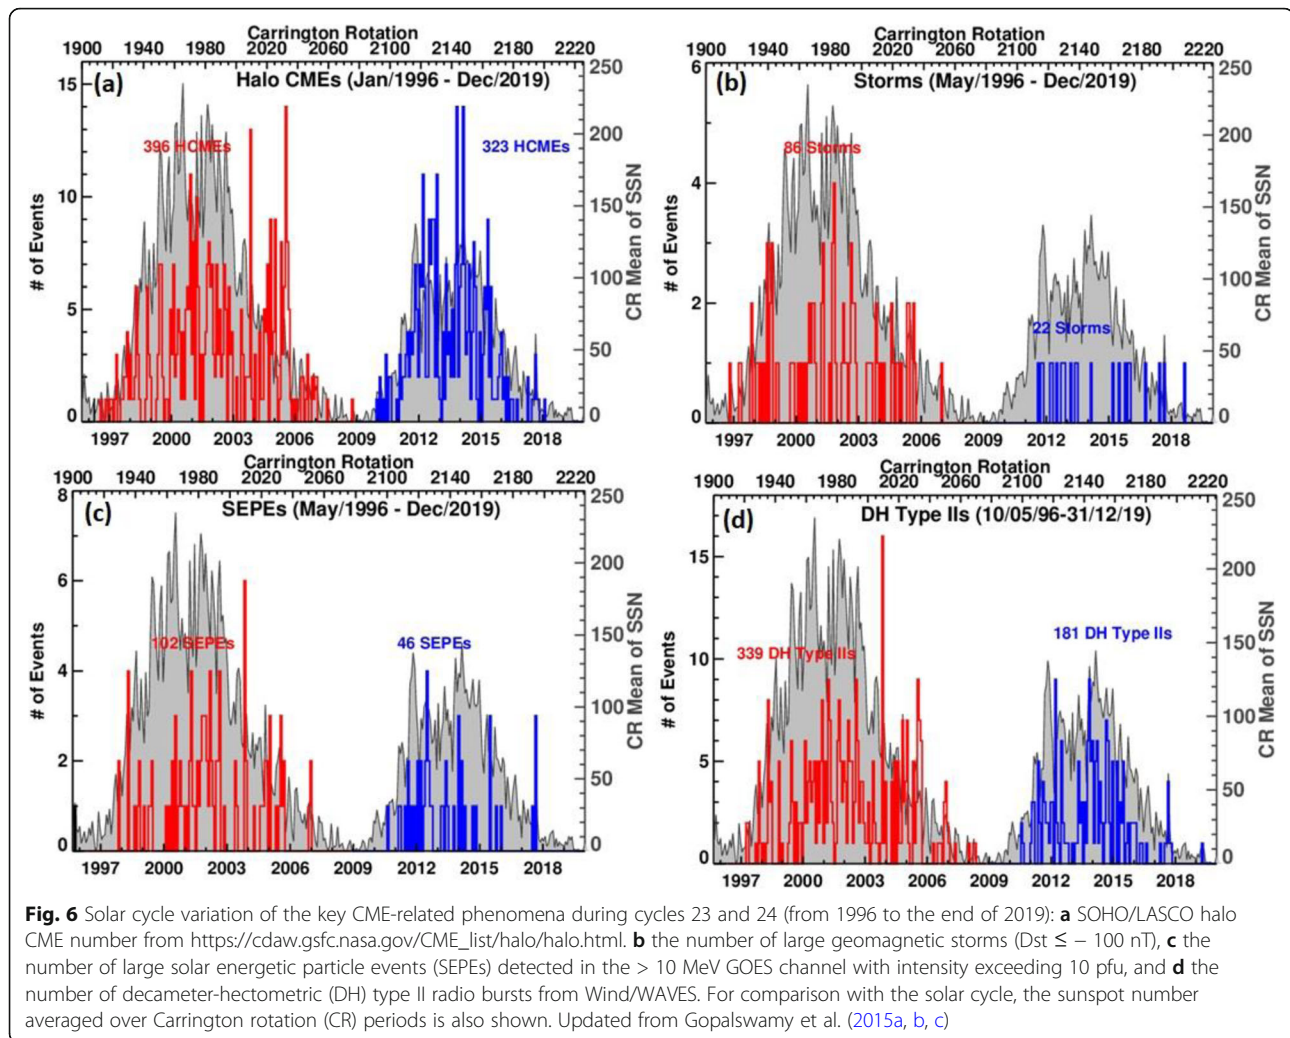 Carrington Rotation
1900 1940 1980 2020 2060 2100 2140 2180 2220
(a)
Halo CMEs (Jan/1996 - Dec/2019)
396 HCMEs
323 HCMEs
# of Events
15
10
5
0
CR Mean of SSN
250
200
150
100
50
0
1997 2000 2003 2006 2009 2012 2015 2018
Carrington Rotation
1900 1940 1980 2020 2060 2100 2140 2180 2220
(b)
Storms (May/1996 - Dec/2019)
86 Storms
22 Storms
# of Events
6
4
2
0
CR Mean of SSN
250
200
150
100
50
0
1997 2000 2003 2006 2009 2012 2015 2018
Carrington Rotation
1900 1940 1980 2020 2060 2100 2140 2180 2220
(c)
SEPEs (May/1996 - Dec/2019)
102 SEPEs
46 SEPEs
# of Events
8
6
4
2
0
CR Mean of SSN
250
200
150
100
50
0
1997 2000 2003 2006 2009 2012 2015 2018
Carrington Rotation
1900 1940 1980 2020 2060 2100 2140 2180 2220
(d)
DH Type IIs (10/05/96-31/12/19)
339 DH Type IIs
181 DH Type IIs
# of Events
15
10
5
0
CR Mean of SSN
250
200
150
100
50
0
1997 2000 2003 2006 2009 2012 2015 2018
Fig. 6 Solar cycle variation of the key CME-related phenomena during cycles 23 and 24 (from 1996 to the end of 2019): a SOHO/LASCO halo
CME number from https://cdaw.gsfc.nasa.gov/CME_list/halo/halo.html. b the number of large geomagnetic storms (Dst ≤ − 100 nT), c the
number of large solar energetic particle events (SEPEs) detected in the > 10 MeV GOES channel with intensity exceeding 10 pfu, and d the
number of decameter-hectometric (DH) type II radio bursts from Wind/WAVES. For comparison with the solar cycle, the sunspot number
averaged over Carrington rotation (CR) periods is also shown. Updated from Gopalswamy et al. (2015a, b, c)